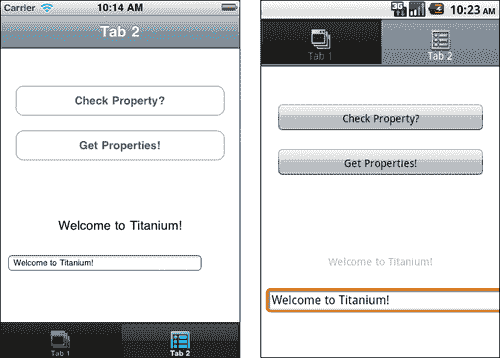 Carrier 10:14 AM
Tab 2
Check Property?
Get Properties!
Welcome to Titanium!
Welcome to Titanium!
Tab 1 Tab 2
3G 10:23 AM
Tab 1 Tab 2
Check Property?
Get Properties!
Welcome to Titanium!
Welcome to Titanium!